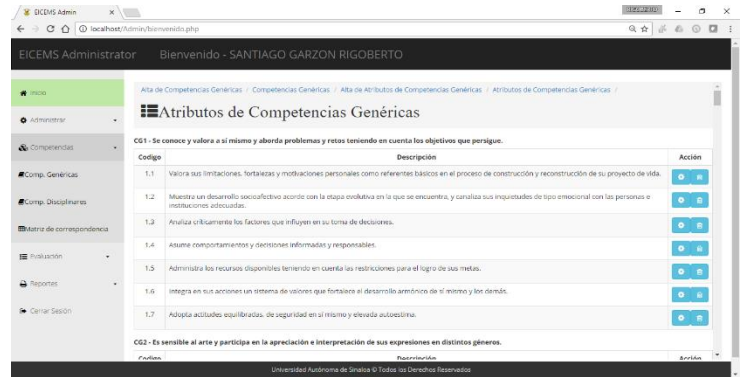 EICEMS Admin
localhost/Admin/bienvenido.php
EICEMS Administrator Bienvenido - SANTIAGO GARZON RIGOBERTO
Inicio
Administrar
Competencias
Comp. Genéricas
Comp. Disciplinares
Matriz de correspondencia
Evaluación
Reportes
Cerrar Sesión
Alta de Competencias Genéricas / Competencias Genéricas / Alta de Atributos de Competencias Genéricas / Atributos de Competencias Genéricas /
Atributos de Competencias Genéricas
CG1 - Se conoce y valora a si mismo y aborda problemas y retos teniendo en cuenta los objetivos que persigue.
Codigo Descripción Acción
1.1 Valora sus limitaciones, fortalezas y motivaciones personales como referentes básicos en el proceso de construcción y reconstrucción de su proyecto de vida.
1.2 Muestra un desarrollo socioafectivo acorde con la etapa evolutiva en la que se encuentra, y canaliza sus inquietudes de tipo emocional con las personas e
instituciones adecuadas.
1.3 Analiza críticamente los factores que influyen en su toma de decisiones.
1.4 Asume comportamientos y decisiones informadas y responsables.
1.5 Administra los recursos disponibles teniendo en cuenta las restricciones para el logro de sus metas.
1.6 Integra en sus acciones un sistema de valores que fortalece el desarrollo armónico de sí mismo y los demás.
1.7 Adopta actitudes equilibradas, de seguridad en sí mismo y elevada autoestima.
CG2 - Es sensible al arte y participa en la apreciación e interpretación de sus expresiones en distintos géneros.
Codigo Descripción Acción
Universidad Autónoma de Sinaloa © Todos los Derechos Reservados